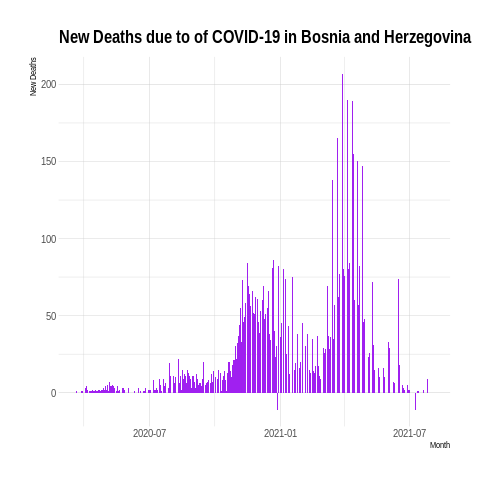 New Deaths due to of COVID-19 in Bosnia and Herzegovina
New Deaths
200
150
100
50
0
2020-07 2021-01 2021-07
Month